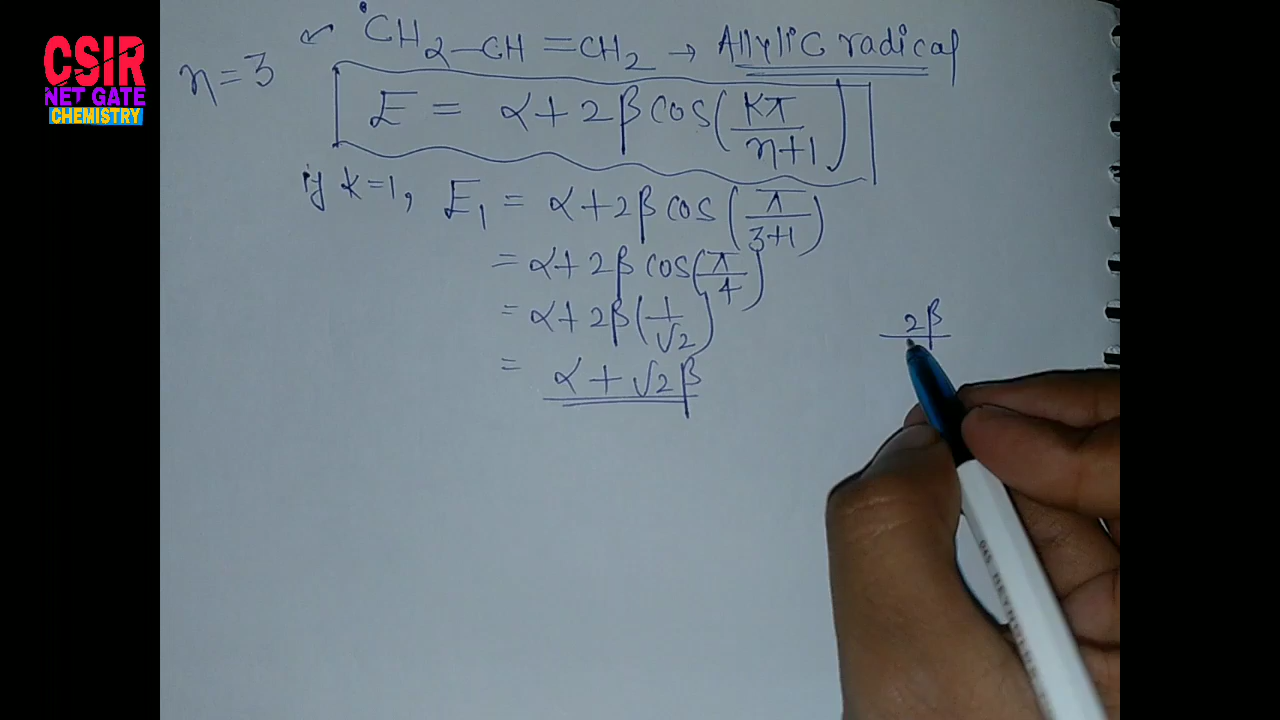 CSIR
NET GATE
CHEMISTRY
•CH2-CH=CH2 → Allylic radical
n=3
E = α+2β cos(kπ/n+1)
if k=1, E1 = α+2β cos(π/3+1)
= α+2β cos(π/4)
= α+2β(1/√2)
= α+√2β
2β